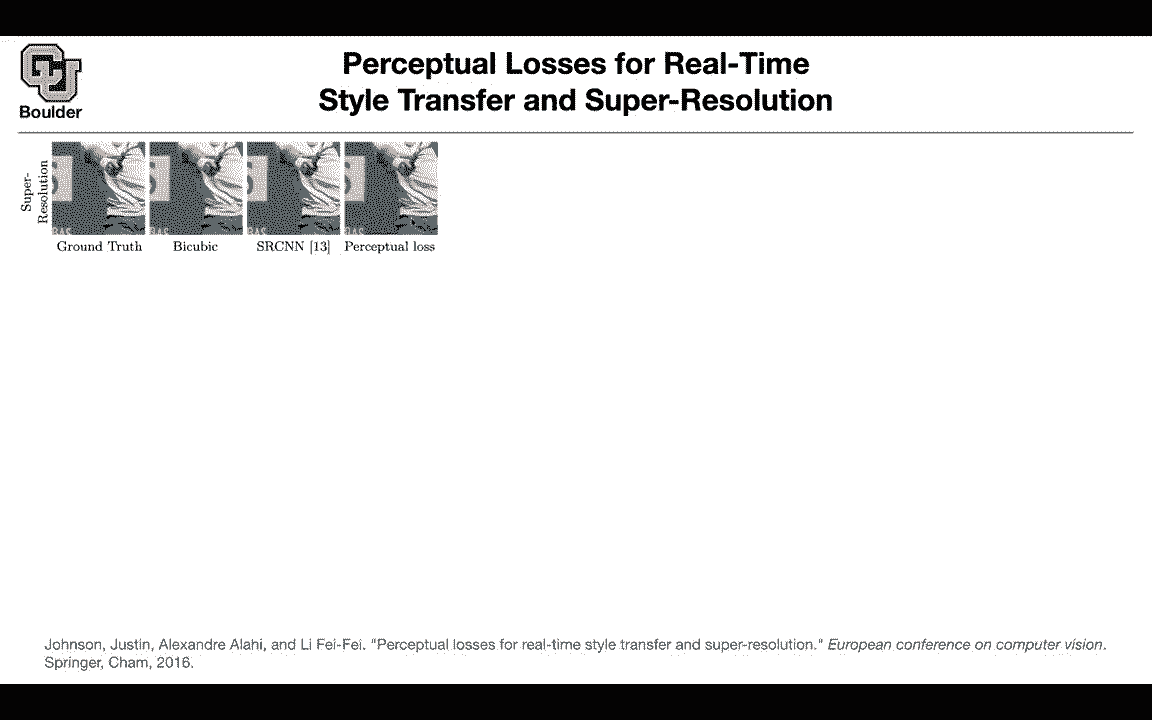 CU
Boulder
Perceptual Losses for Real-Time
Style Transfer and Super-Resolution
Super-
Resolution
Ground Truth
Bicubic
SRCNN [13]
Perceptual loss
Johnson, Justin, Alexandre Alahi, and Li Fei-Fei. "Perceptual losses for real-time style transfer and super-resolution." European conference on computer vision.
Springer, Cham, 2016.